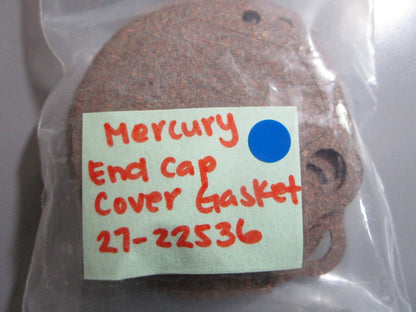 Mercury
End Cap
Cover Gasket
27-22536